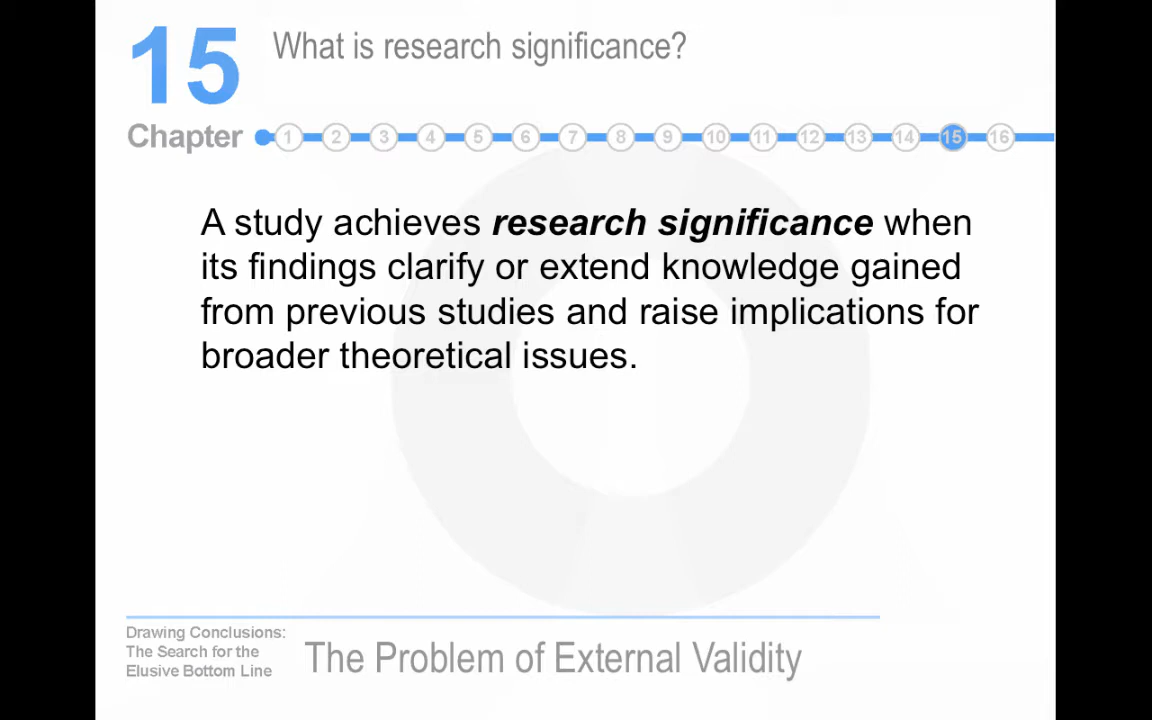 15
What is research significance?
Chapter
1 2 3 4 5 6 7 8 9 10 11 12 13 14 15 16
A study achieves research significance when
its findings clarify or extend knowledge gained
from previous studies and raise implications for
broader theoretical issues.
Drawing Conclusions:
The Search for the
Elusive Bottom Line
The Problem of External Validity